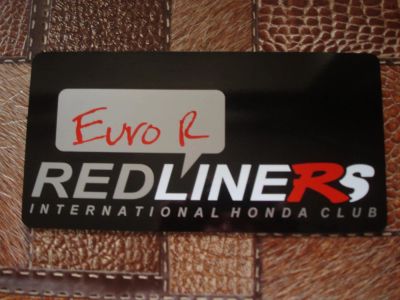 Euro R
REDLINERS
INTERNATIONAL HONDA CLUB